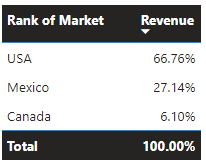 Rank of Market Revenue
USA 66.76%
Mexico 27.14%
Canada 6.10%
Total 100.00%